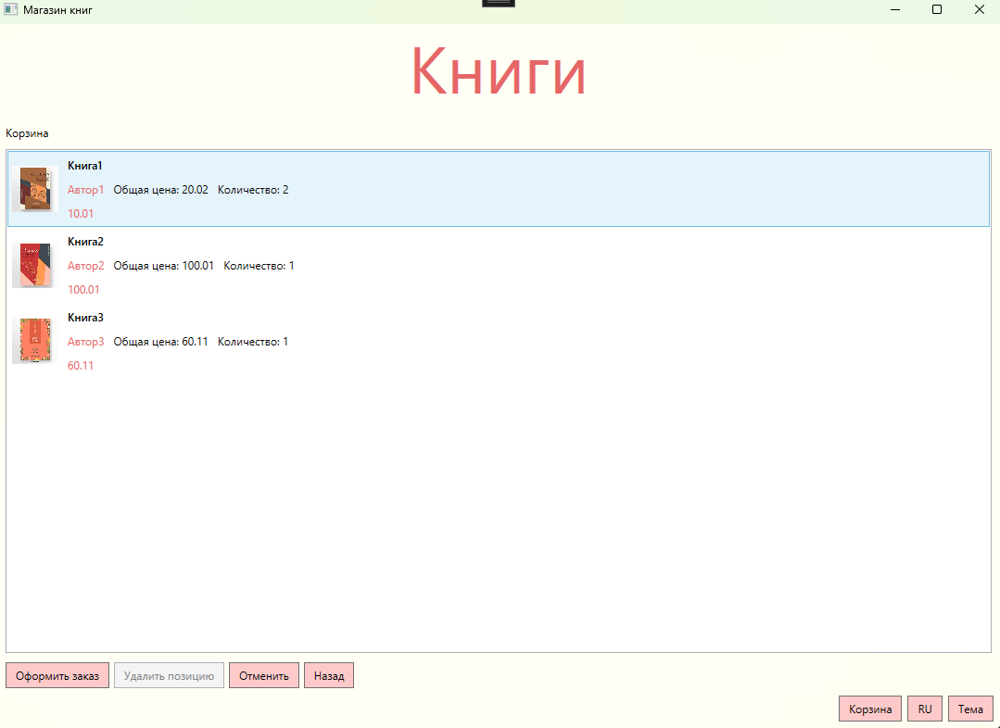 Магазин книг
Книги
Корзина
Книга1
Автор1 Общая цена: 20.02 Количество: 2
10.01
Книга2
Автор2 Общая цена: 100.01 Количество: 1
100.01
Книга3
Автор3 Общая цена: 60.11 Количество: 1
60.11
Оформить заказ Удалить позицию Отменить Назад
Корзина RU Тема